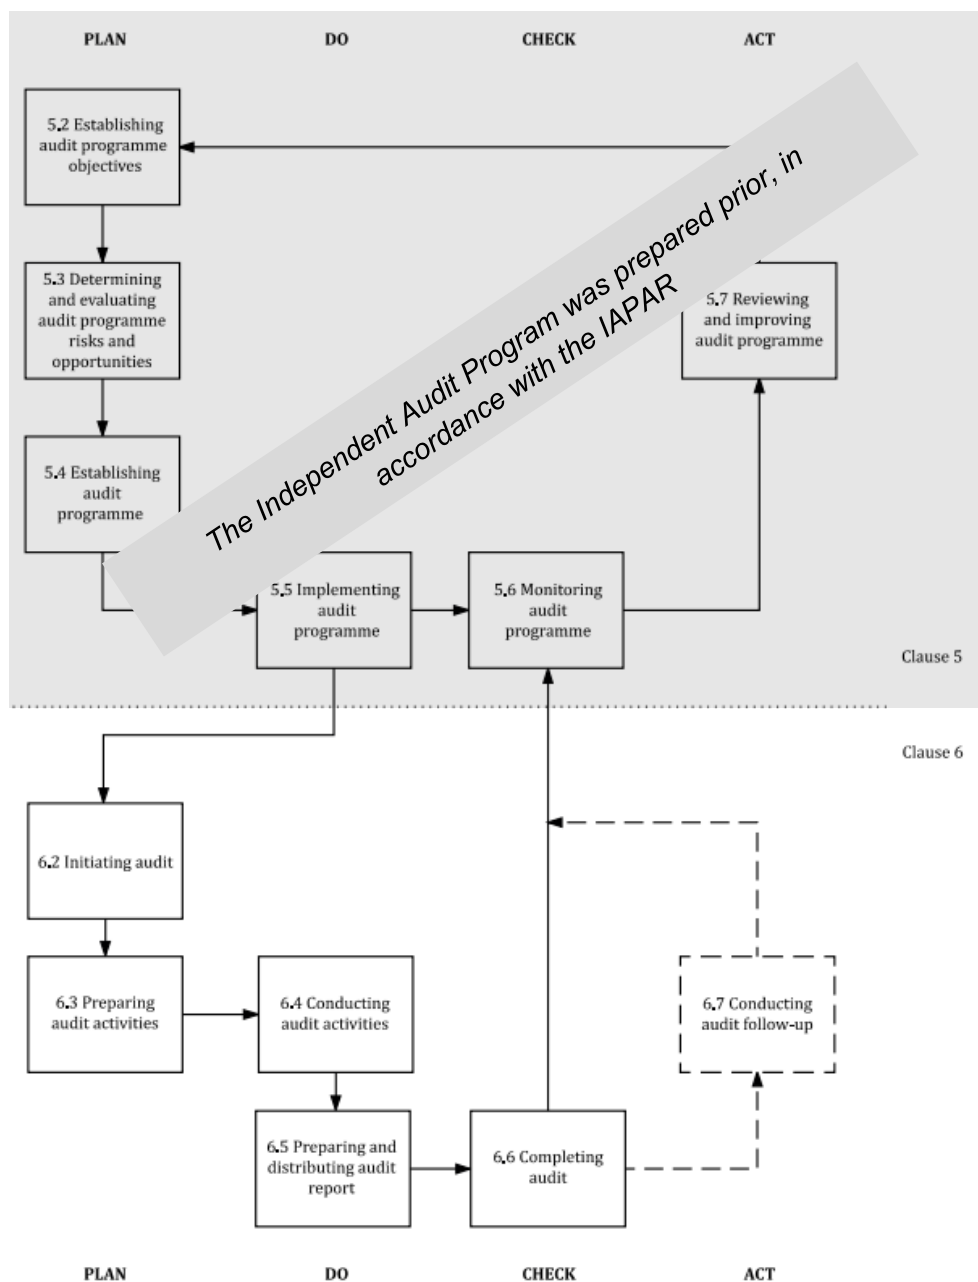 PLAN
DO
CHECK
ACT
5.2 Establishing
audit programme
objectives
5.3 Determining
and evaluating
audit programme
risks and
opportunities
5.4 Establishing
audit
programme
The Independent Audit Program was prepared prior, in
accordance with the IAPAR
5.7 Reviewing
and improving
audit programme
5.5 Implementing
audit
programme
5.6 Monitoring
audit
programme
Clause 5
Clause 6
6.2 Initiating audit
6.3 Preparing
audit activities
6.4 Conducting
audit activities
6.7 Conducting
audit follow-up
6.5 Preparing and
distributing audit
report
6.6 Completing
audit
PLAN
DO
CHECK
ACT